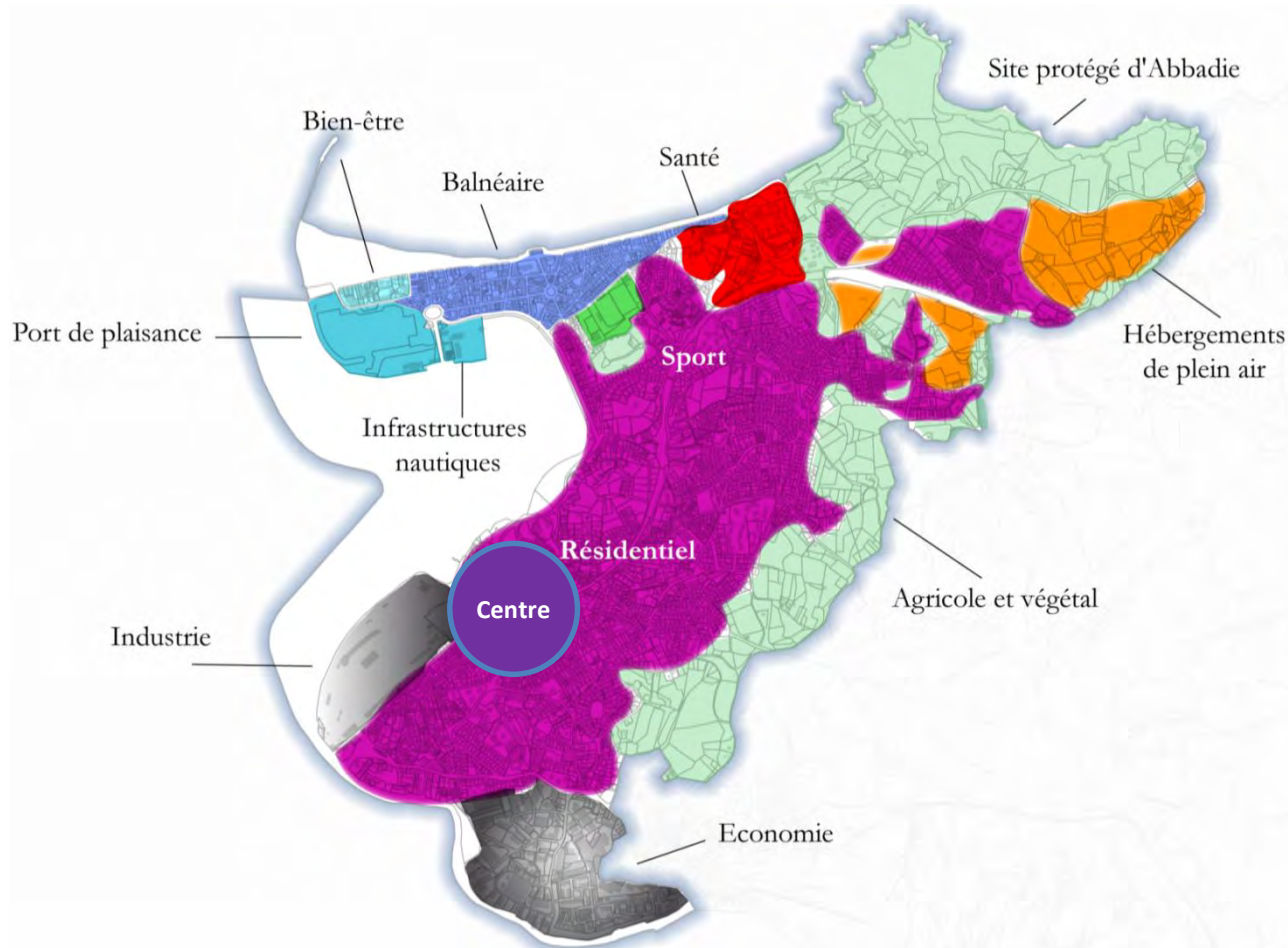 Site protégé d'Abbadie
Bien-être
Santé
Balnéaire
Port de plaisance
Hébergements
de plein air
Sport
Infrastructures
nautiques
Résidentiel
Centre
Agricole et végétal
Industrie
Economie